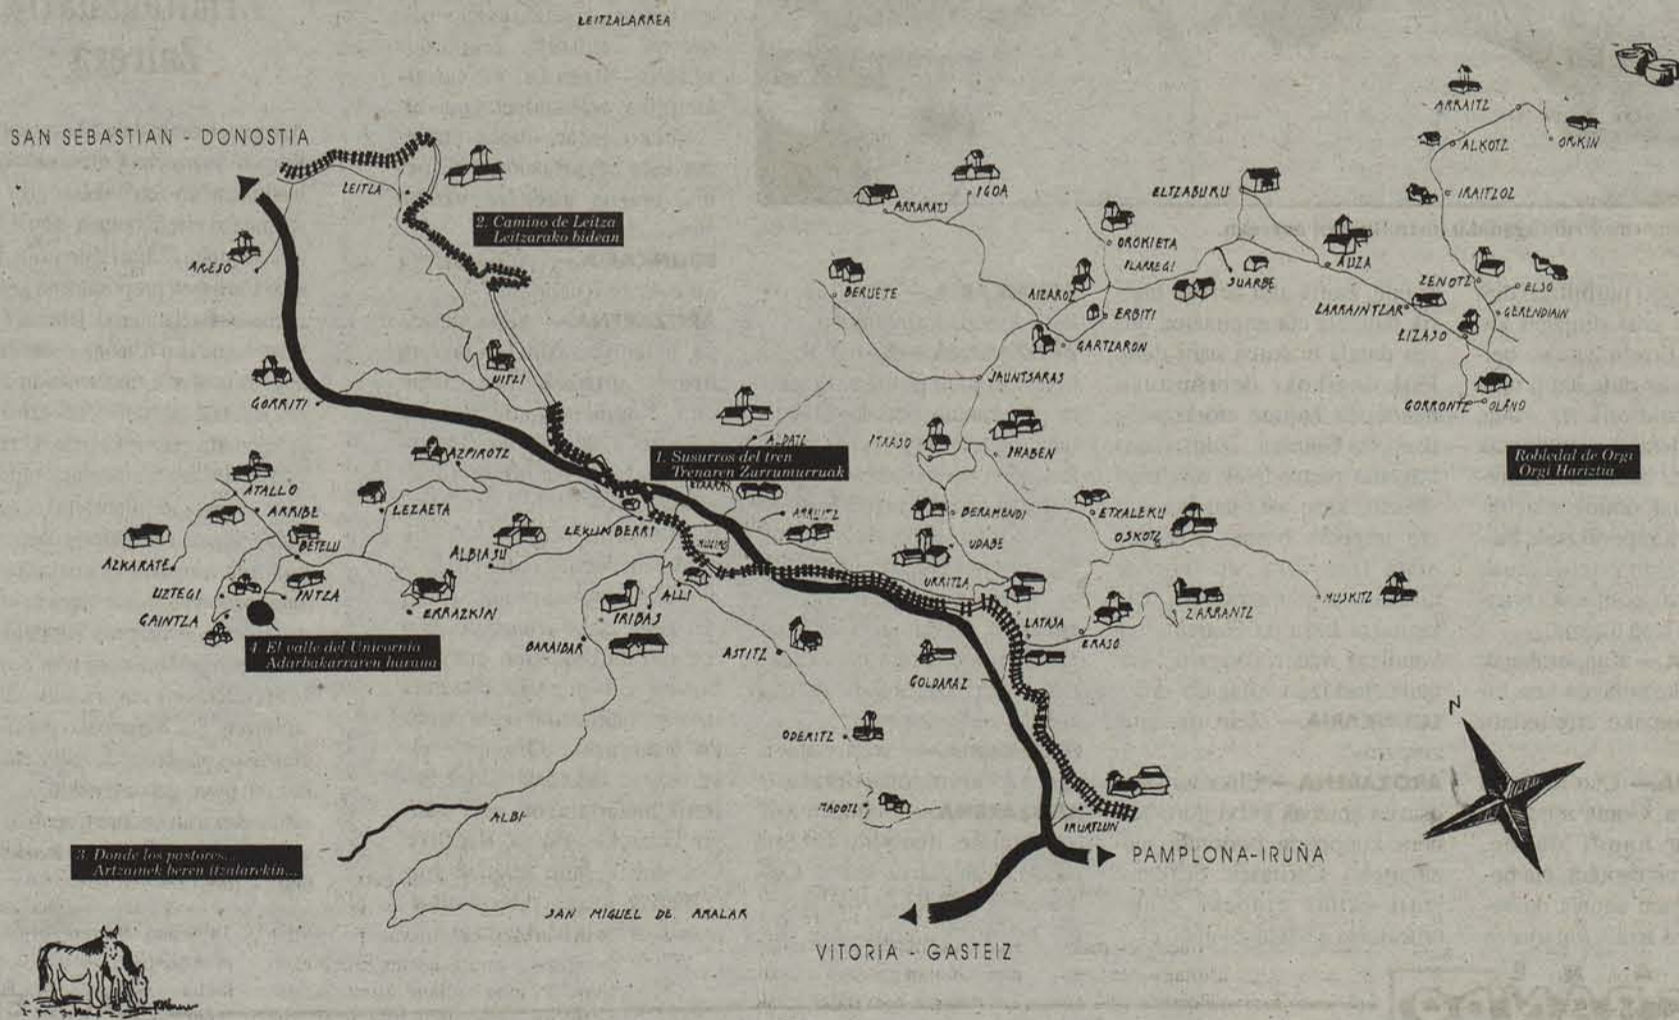 LEITZALARREA
SAN SEBASTIAN - DONOSTIA
LEITZA
2. Camino de Leitza
Leitzarako bidean
ARESO
GORRITI
UITZI
ARRARATS
IGOA
BERUETE
OROKIETA
ILARREGI
AIZAROZ
ERBITI
GARTZARON
JAUNTSARAS
ELTZABURU
SUARBE
AUZA
ARRAITZ
ALKOTZ
ORKIN
IRAITZOZ
ZENOTZ
ELSO
GERENDIAIN
LARRAINTZAR
LIZASO
GORRONTZ
OLANO
Robledal de Orgi
Orgi Hariztia
ALDATZ
1. Susurros del tren
Trenaren Zurrumurruak
ITXASO
IHABEN
BERAMENDI
UDABE
ETXALEKU
OSKOTZ
MUSKITZ
ZARRANTZ
URRITZA
LATASA
ERASO
GOLDARAZ
AZPIROTZ
ATALLO
ARRIBE
LEZAETA
AZKARATE
BETELU
UZTEGI
GAINTZA
INTZA
ERRAZKIN
ALBIASU
LEKUNBERRI
ARRUITZ
MUGIRO
ALLI
IRIBAS
BARAIBAR
ASTITZ
4. El valle del Unicornio
Adarbakarraren harana
ODERITZ
MADOTZ
IRURTZUN
ALBI
3. Donde los pastores...
Artzainek beren itzalarekin...
SAN MIGUEL DE ARALAR
PAMPLONA-IRUÑA
VITORIA - GASTEIZ
N